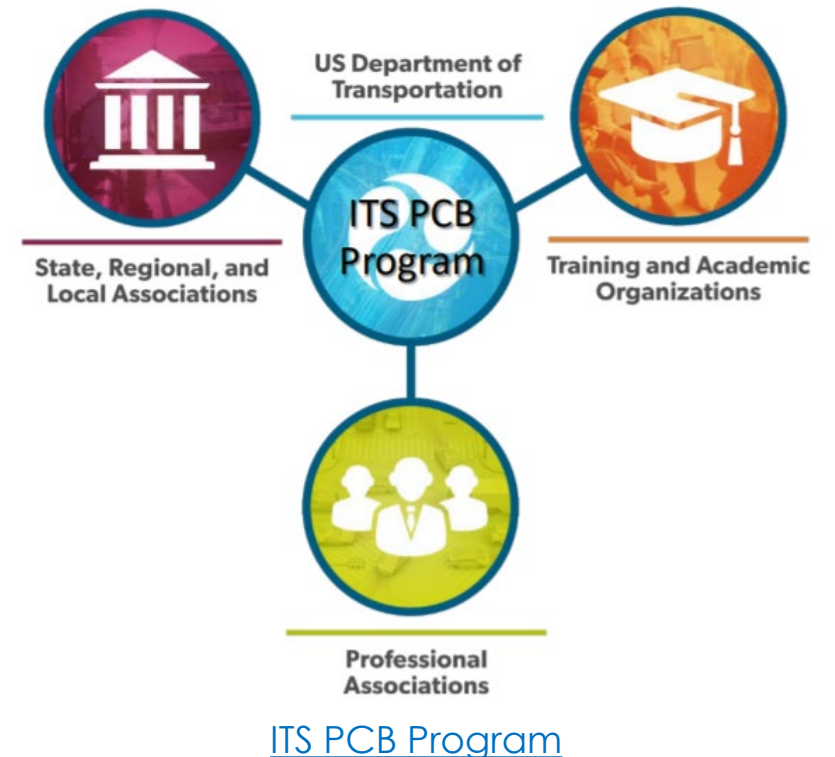 US Department of
Transportation
ITS PCB
Program
State, Regional, and
Local Associations
Training and Academic
Organizations
Professional
Associations
ITS PCB Program